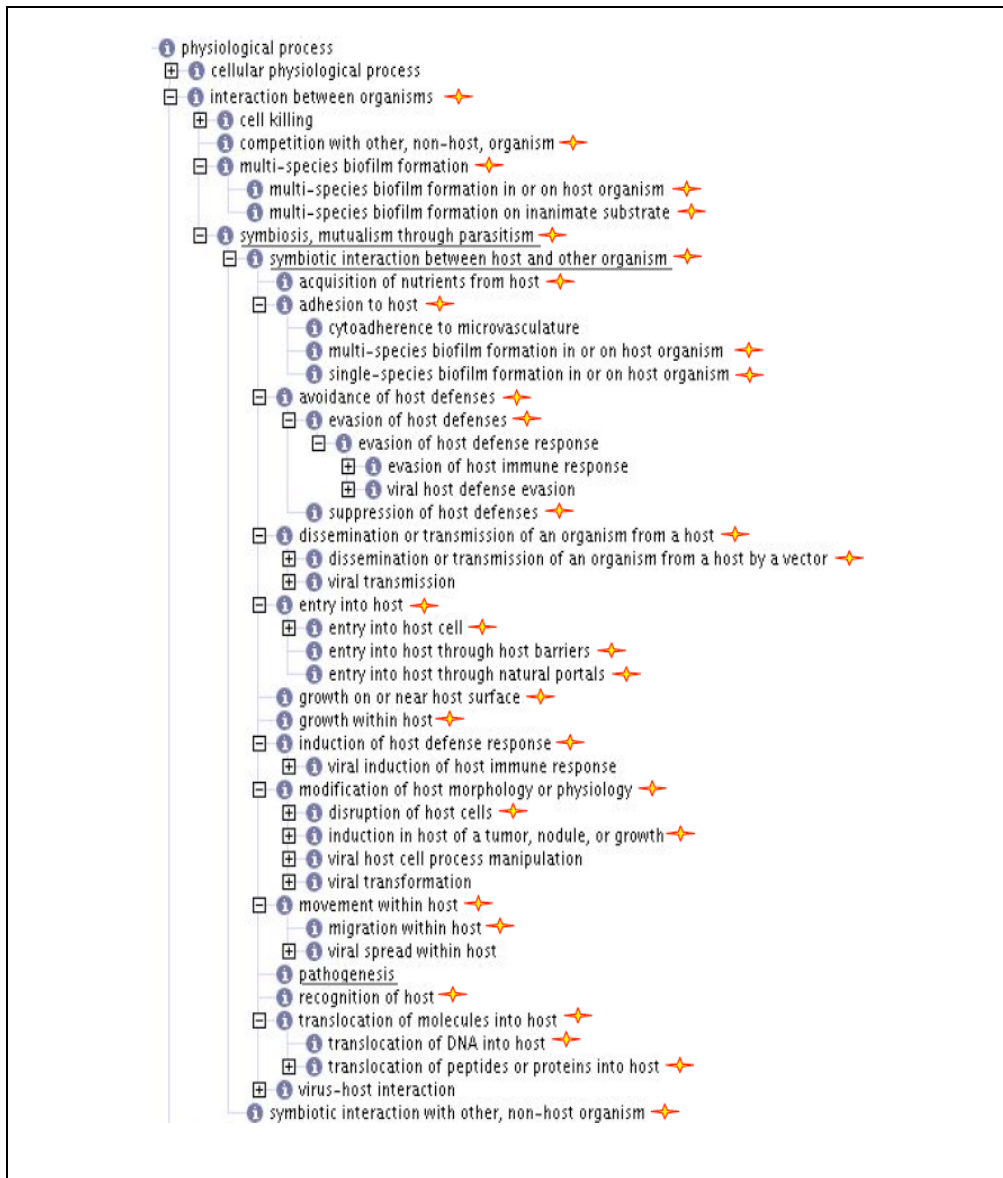 physiological process
cellular physiological process
interaction between organisms
cell killing
competition with other, non-host, organism
multi-species biofilm formation
multi-species biofilm formation in or on host organism
multi-species biofilm formation on inanimate substrate
symbiosis, mutualism through parasitism
symbiotic interaction between host and other organism
acquisition of nutrients from host
adhesion to host
cytoadherence to microvasculature
multi-species biofilm formation in or on host organism
single-species biofilm formation in or on host organism
avoidance of host defenses
evasion of host defenses
evasion of host defense response
evasion of host immune response
viral host defense evasion
suppression of host defenses
dissemination or transmission of an organism from a host
dissemination or transmission of an organism from a host by a vector
viral transmission
entry into host
entry into host cell
entry into host through host barriers
entry into host through natural portals
growth on or near host surface
growth within host
induction of host defense response
viral induction of host immune response
modification of host morphology or physiology
disruption of host cells
induction in host of a tumor, nodule, or growth
viral host cell process manipulation
viral transformation
movement within host
migration within host
viral spread within host
pathogenesis
recognition of host
translocation of molecules into host
translocation of DNA into host
translocation of peptides or proteins into host
virus-host interaction
symbiotic interaction with other, non-host organism